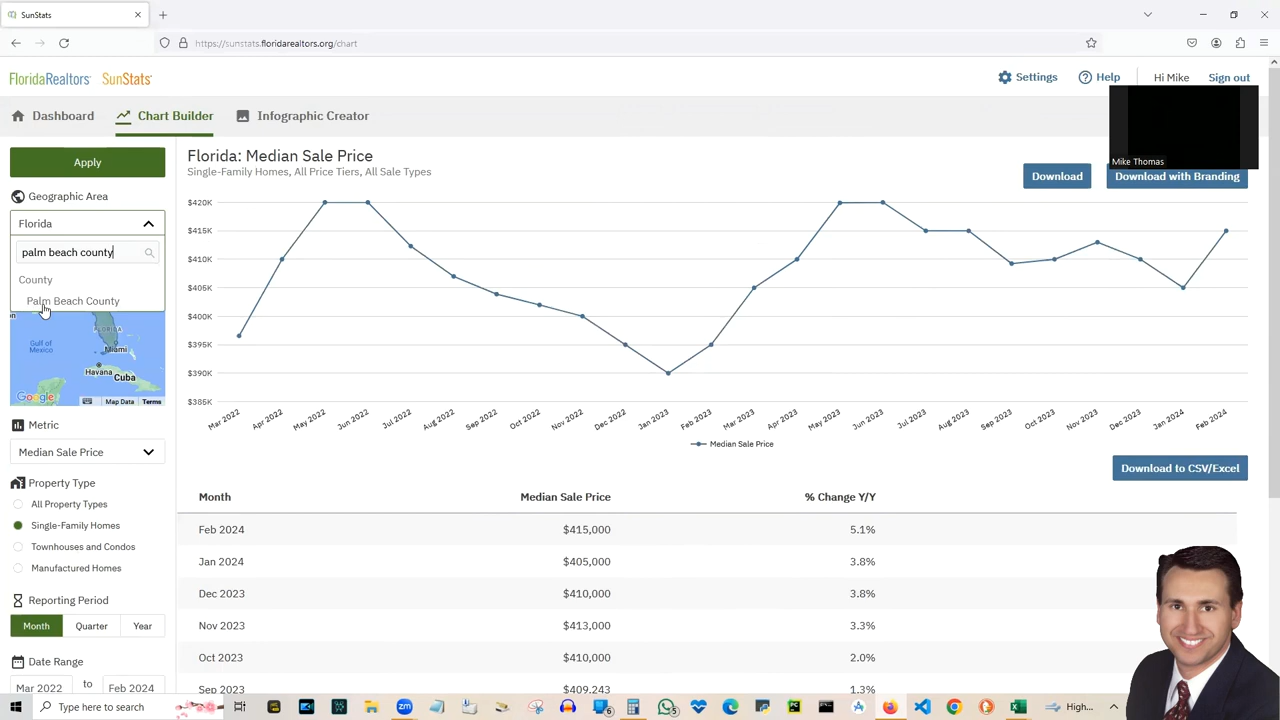 SunStats
https://sunstats.floridarealtors.org/chart
FloridaRealtors SunStats
Settings
Help
Hi Mike
Sign out
Dashboard
Chart Builder
Infographic Creator
Mike Thomas
Apply
Geographic Area
Florida
palm beach county
County
Palm Beach County
FLORIDA
Gulf of
Mexico
Miami
Havana
Cuba
Google
Map Data
Terms
Metric
Median Sale Price
Property Type
All Property Types
Single-Family Homes
Townhouses and Condos
Manufactured Homes
Reporting Period
Month
Quarter
Year
Date Range
Mar 2022
to
Feb 2024
Florida: Median Sale Price
Single-Family Homes, All Price Tiers, All Sale Types
Download
Download with Branding
$420K
$415K
$410K
$405K
$400K
$395K
$390K
$385K
Mar 2022
Apr 2022
May 2022
Jun 2022
Jul 2022
Aug 2022
Sep 2022
Oct 2022
Nov 2022
Dec 2022
Jan 2023
Feb 2023
Mar 2023
Apr 2023
May 2023
Jun 2023
Jul 2023
Aug 2023
Sep 2023
Oct 2023
Nov 2023
Dec 2023
Jan 2024
Feb 2024
Median Sale Price
Download to CSV/Excel
Month Median Sale Price % Change Y/Y
Feb 2024 $415,000 5.1%
Jan 2024 $405,000 3.8%
Dec 2023 $410,000 3.8%
Nov 2023 $413,000 3.3%
Oct 2023 $410,000 2.0%
Sep 2023 $409,243 1.3%
Type here to search
High...